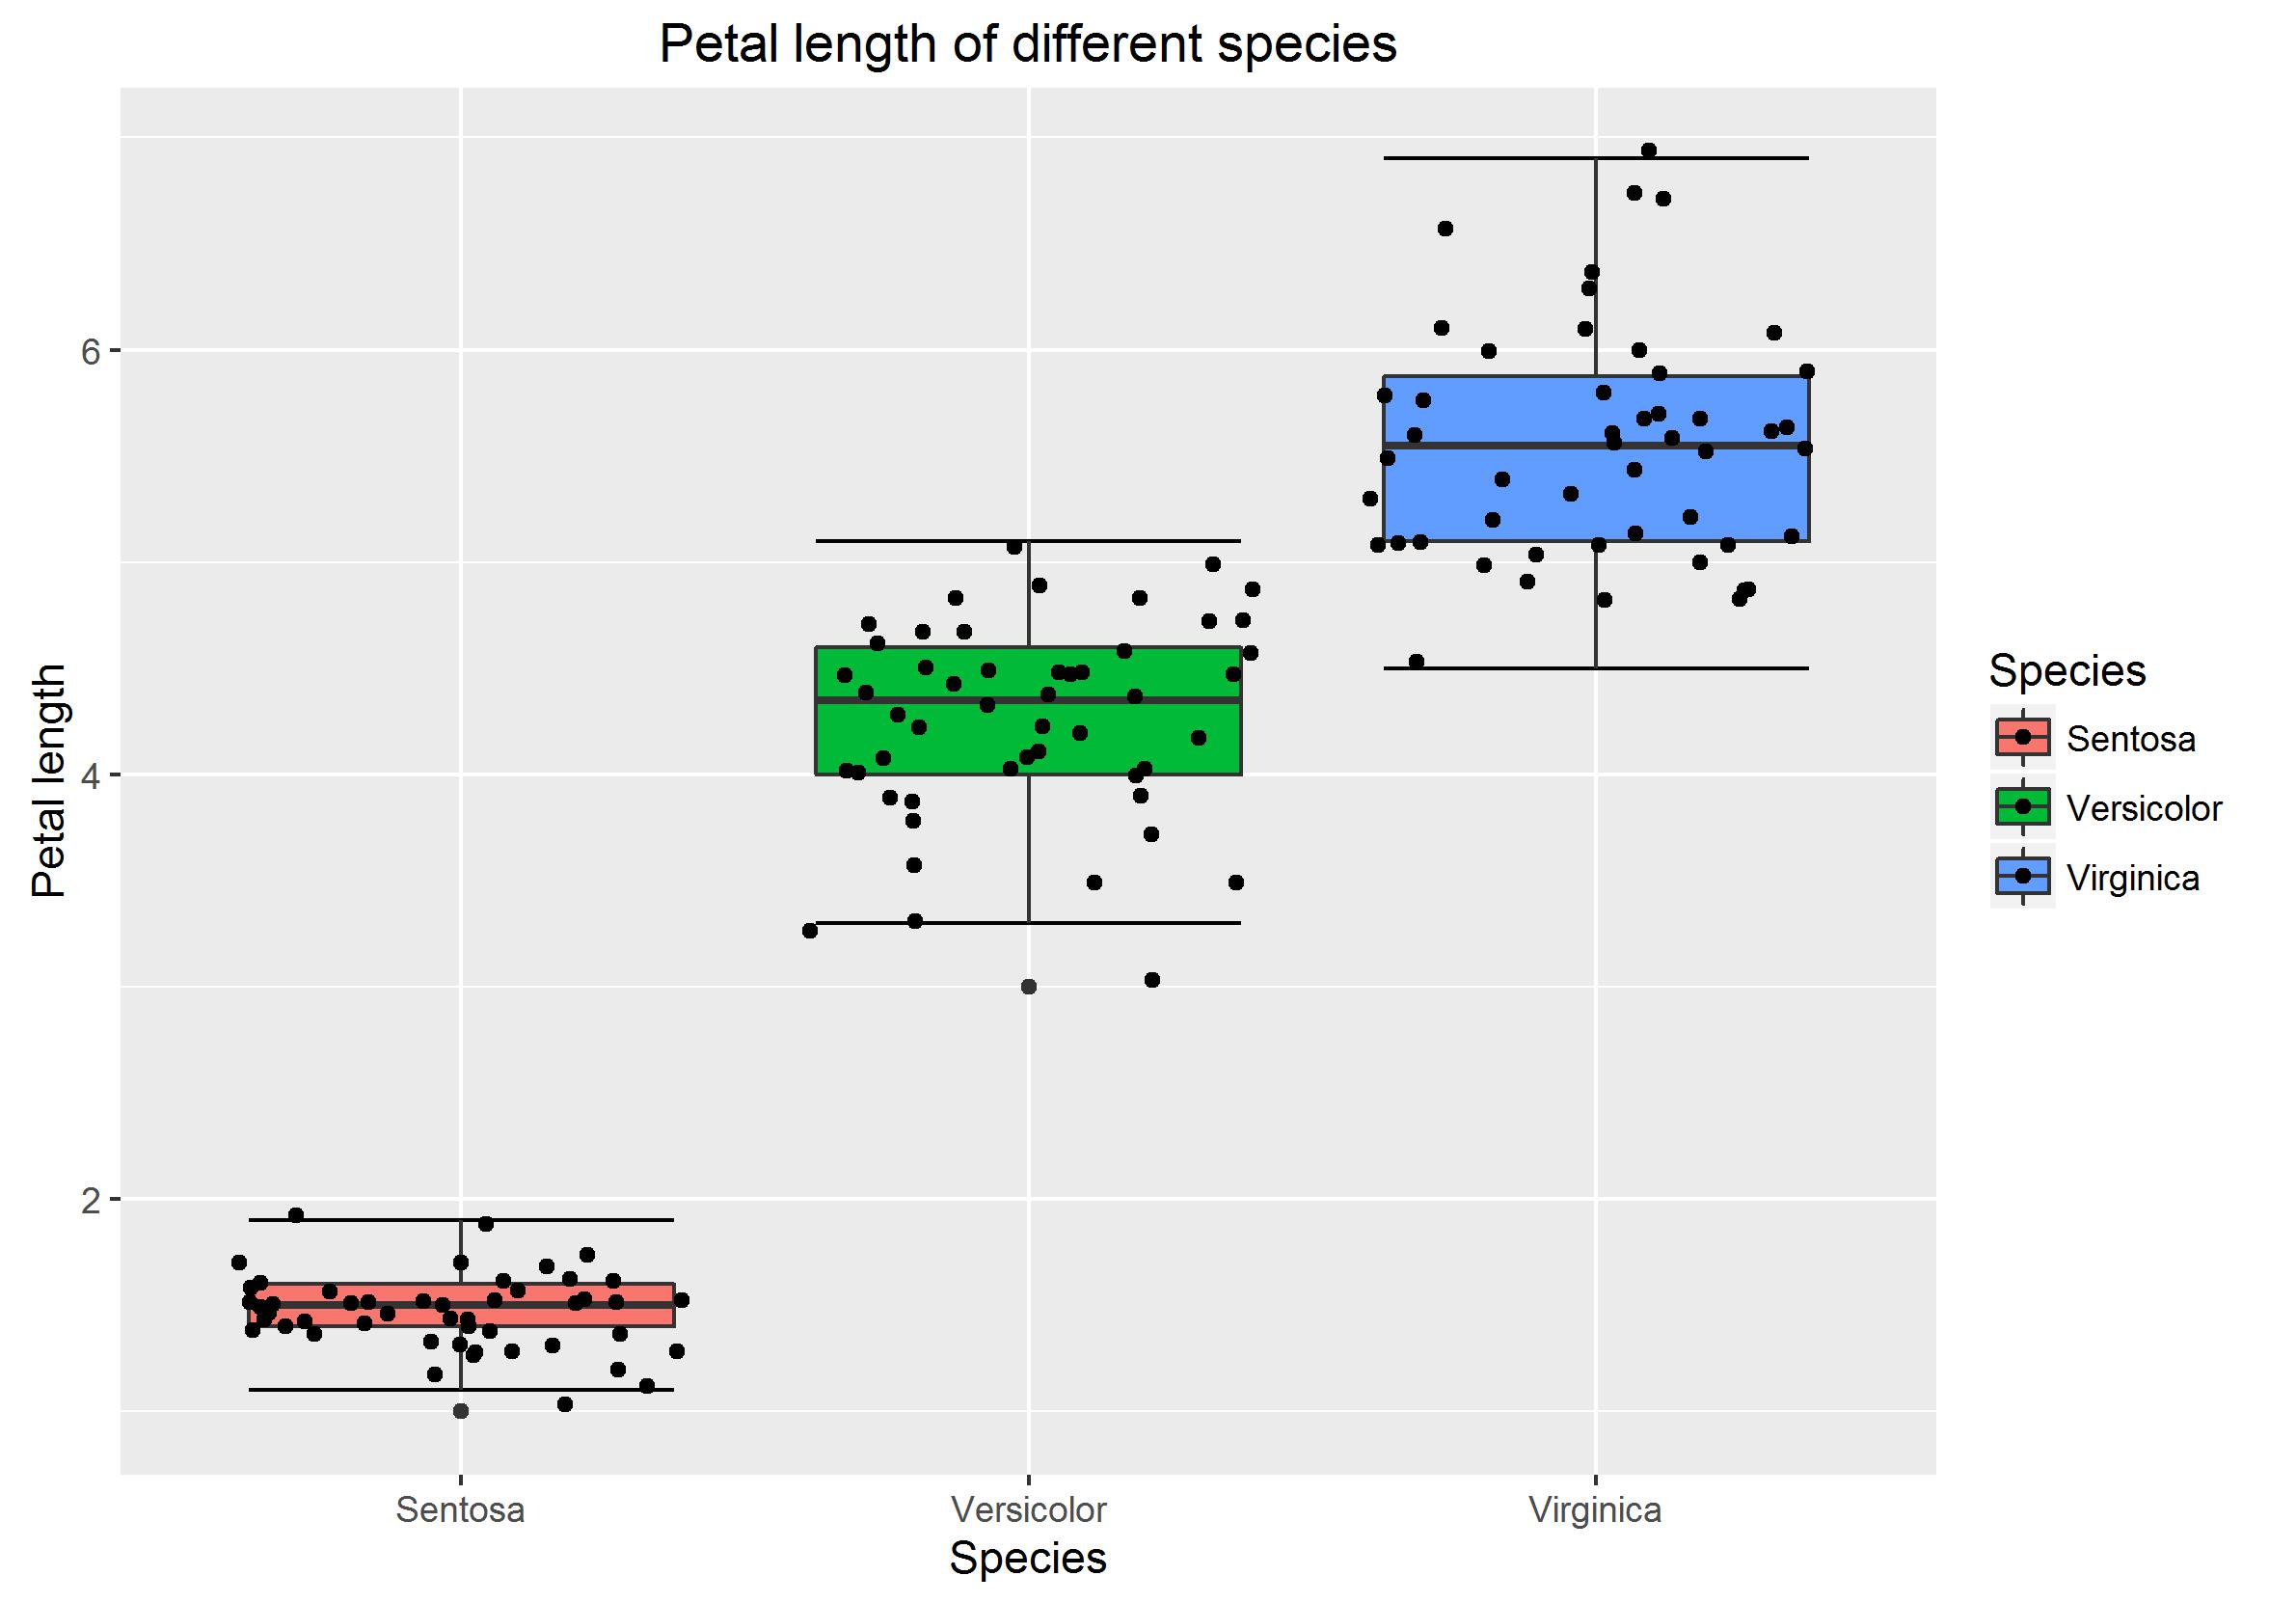 Petal length of different species
Petal length
6
4
2
Sentosa
Versicolor
Virginica
Species
Species
Sentosa
Versicolor
Virginica